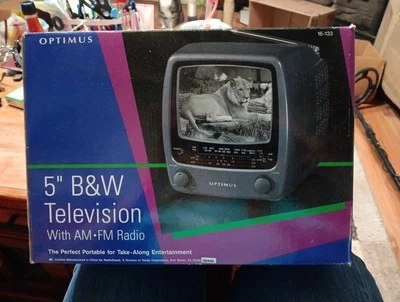 OPTIMUS
16-133
OPTIMUS
5" B&W
Television
With AM•FM Radio
The Perfect Portable for Take-Along Entertainment